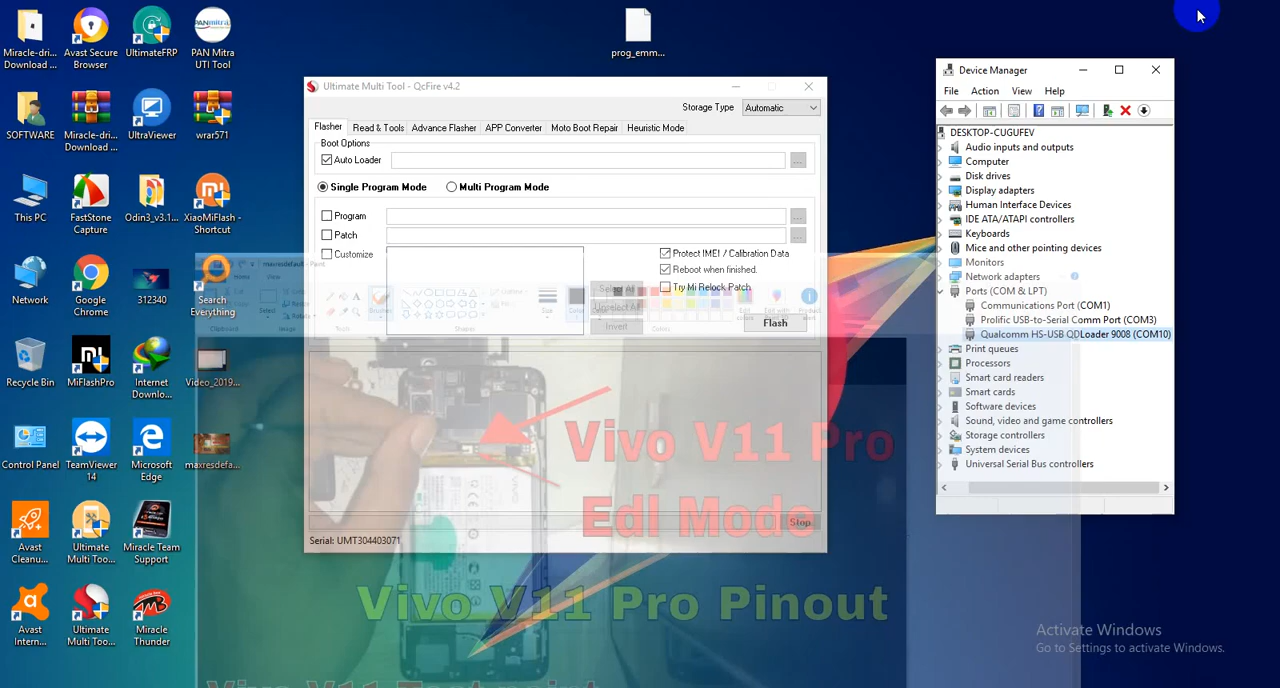 Miracle-dri...
Download ...
Avast Secure
Browser
UltimateFRP
PAN Mitra
UTI Tool
PANmitra
prog_emm...
SOFTWARE
Miracle-dri...
Download ...
UltraViewer
wrar571
This PC
FastStone
Capture
Odin3_v3.1...
XiaoMiFlash -
Shortcut
Network
Google
Chrome
312340
Search
Everything
Recycle Bin
MiFlashPro
Internet
Downlo...
Video_2019...
Control Panel
TeamViewer
14
Microsoft
Edge
maxresdefa...
Avast
Cleanu...
Ultimate
Multi Too...
Miracle Team
Support
Avast
Intern...
Ultimate
Multi Too...
Miracle
Thunder
Ultimate Multi Tool - QcFire v4.2
Storage Type
Automatic
Flasher
Read & Tools
Advance Flasher
APP Converter
Moto Boot Repair
Heuristic Mode
Boot Options
Auto Loader
...
Single Program Mode
Multi Program Mode
Program
...
Patch
...
Customize
Protect IMEI / Calibration Data
Reboot when finished.
Try Mi Relock Patch
Select All
Unselect All
Invert
Flash
Stop
Serial: UMT304403071
Vivo V11 Pro
Edl Mode
Vivo V11 Pro Pinout
Vivo V11 Test point
Device Manager
File
Action
View
Help
DESKTOP-CUGUFEV
Audio inputs and outputs
Computer
Disk drives
Display adapters
Human Interface Devices
IDE ATA/ATAPI controllers
Keyboards
Mice and other pointing devices
Monitors
Network adapters
Ports (COM & LPT)
Communications Port (COM1)
Prolific USB-to-Serial Comm Port (COM3)
Qualcomm HS-USB QDLoader 9008 (COM10)
Print queues
Processors
Smart card readers
Smart cards
Software devices
Sound, video and game controllers
Storage controllers
System devices
Universal Serial Bus controllers
Activate Windows
Go to Settings to activate Windows.